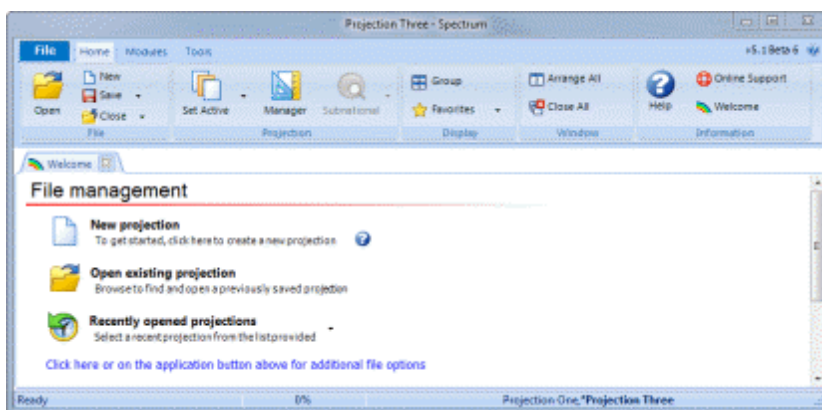 Projection Three - Spectrum
File Home Modules Tools v5.1 Beta 6
Open
New
Save
Close
File
Set Active
Manager
Subnational
Projection
Group
Favorites
Display
Arrange All
Close All
Window
Help
Online Support
Welcome
Information
Welcome
File management
New projection
To get started, click here to create a new projection
Open existing projection
Browse to find and open a previously saved projection
Recently opened projections
Select a recent projection from the list provided
Click here or on the application button above for additional file options
Ready 0% Projection One,*Projection Three